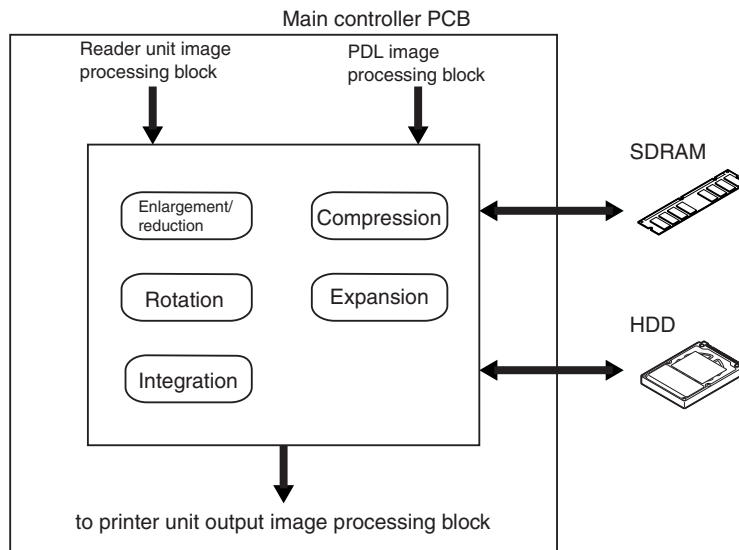 Main controller PCB
Reader unit image
processing block
PDL image
processing block
SDRAM
Enlargement/
reduction
Compression
Rotation
Expansion
HDD
Integration
to printer unit output image processing block